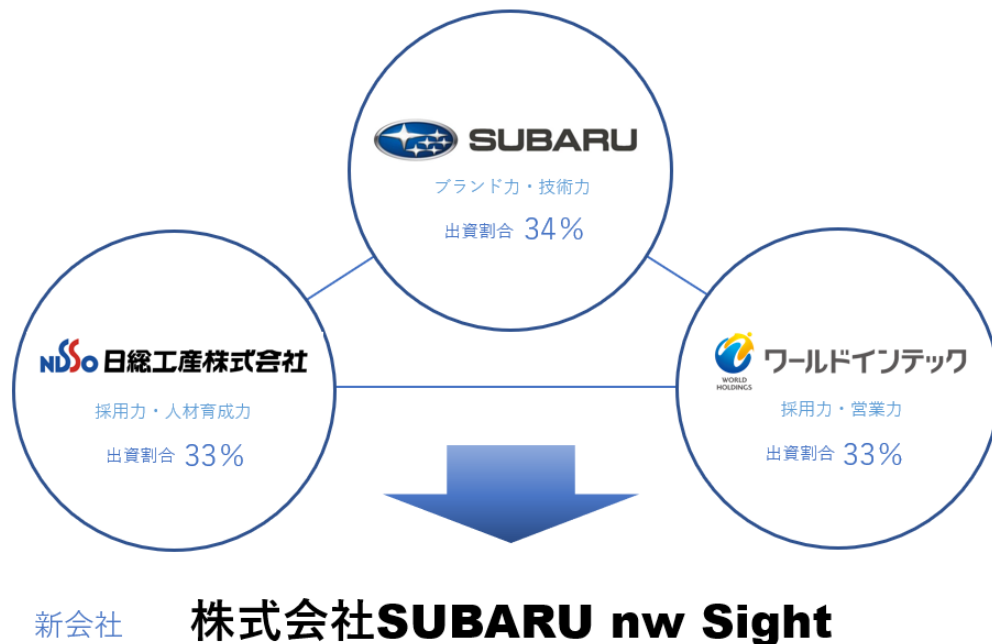 SUBARU
ブランド力・技術力
出資割合 34%
NISSO 日総工産株式会社
採用力・人材育成力
出資割合 33%
WORLD HOLDINGS ワールドインテック
採用力・営業力
出資割合 33%
新会社 株式会社SUBARU nw Sight